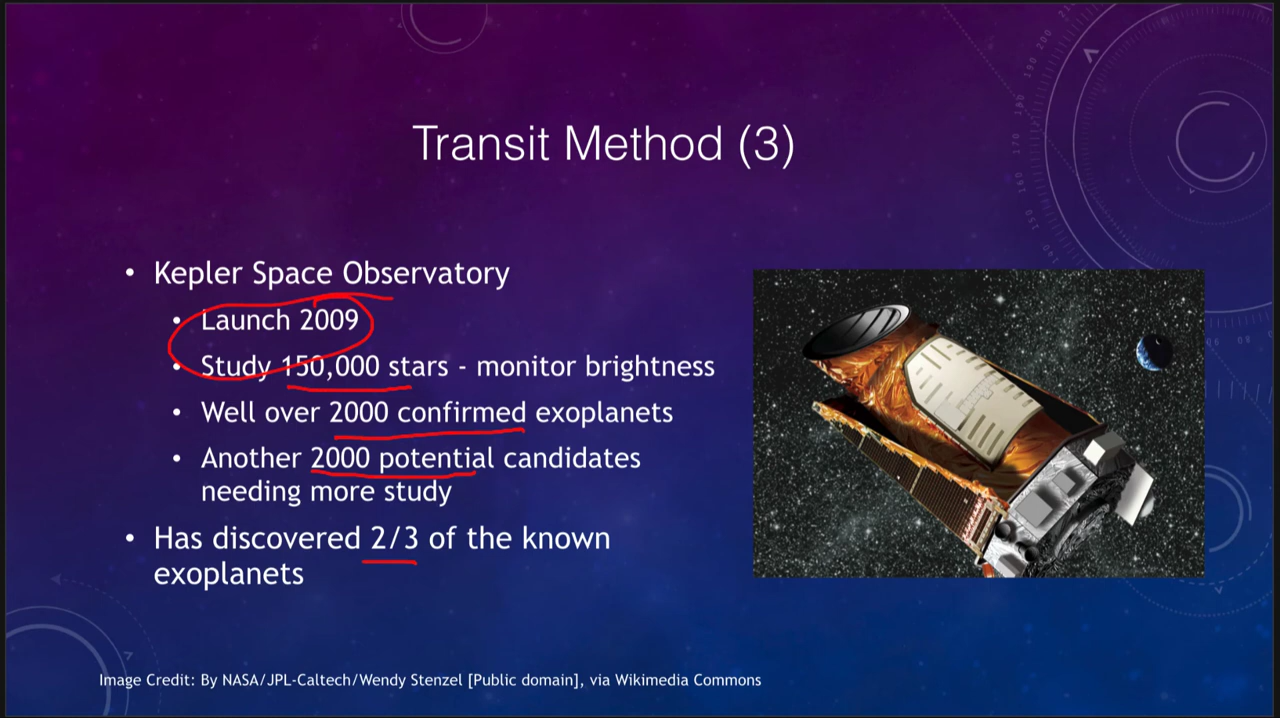 Transit Method (3)
• Kepler Space Observatory
• Launch 2009
• Study 150,000 stars - monitor brightness
• Well over 2000 confirmed exoplanets
• Another 2000 potential candidates
needing more study
• Has discovered 2/3 of the known
exoplanets
Image Credit: By NASA/JPL-Caltech/Wendy Stenzel [Public domain], via Wikimedia Commons